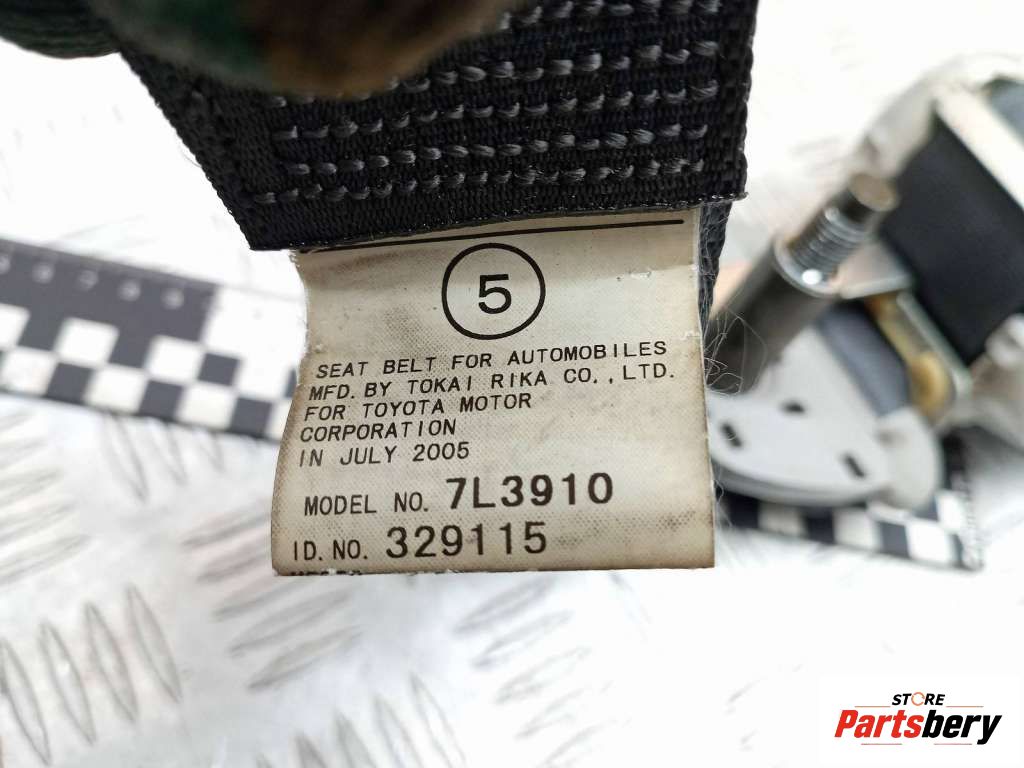 5
SEAT BELT FOR AUTOMOBILES
MFD. BY TOKAI RIKA CO., LTD.
FOR TOYOTA MOTOR
CORPORATION
IN JULY 2005
MODEL NO. 7L3910
ID. NO. 329115
STORE
Partsbery